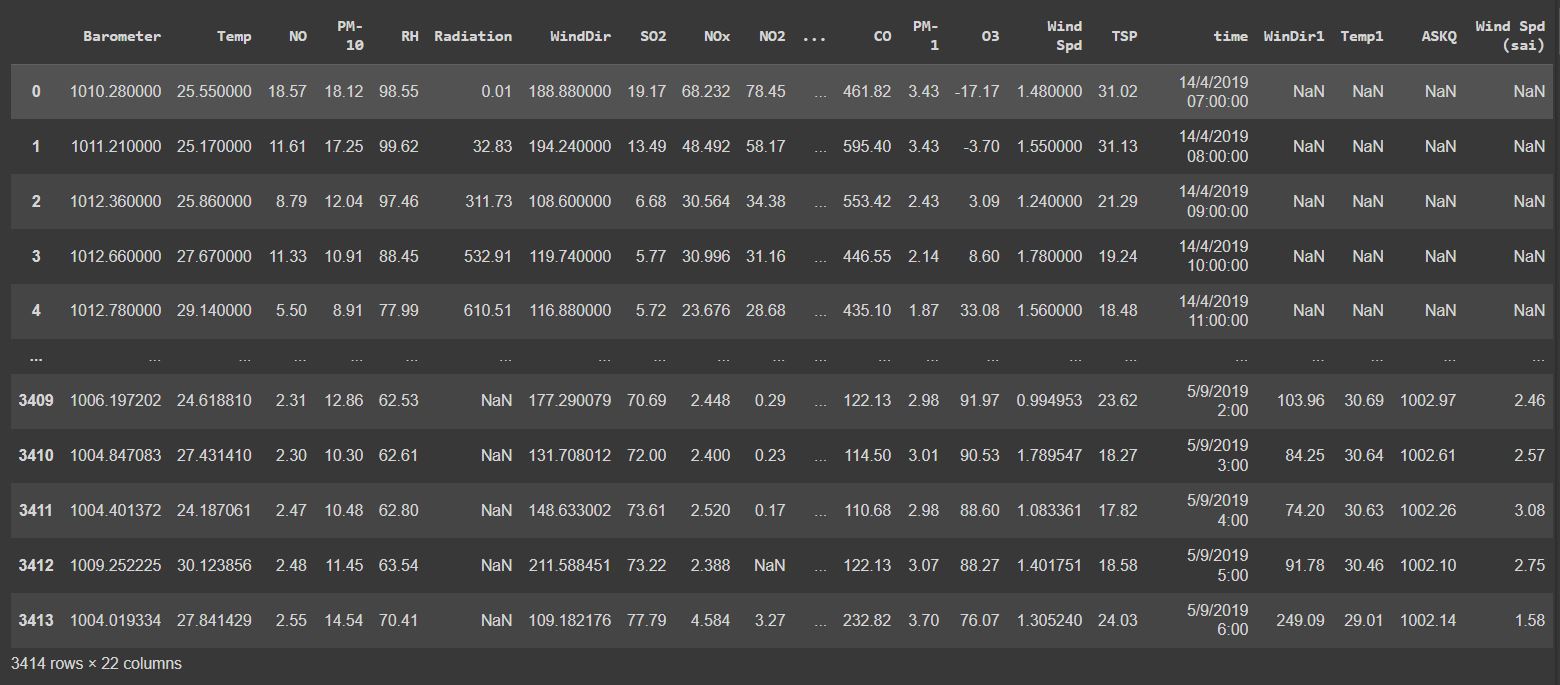 Barometer Temp NO PM-10 RH Radiation WindDir SO2 NOx NO2 ... CO PM-1 O3 Wind Spd TSP time WinDir1 Temp1 ASKQ Wind Spd (sai)
0 1010.280000 25.550000 18.57 18.12 98.55 0.01 188.880000 19.17 68.232 78.45 ... 461.82 3.43 -17.17 1.480000 31.02 14/4/2019 07:00:00 NaN NaN NaN NaN
1 1011.210000 25.170000 11.61 17.25 99.62 32.83 194.240000 13.49 48.492 58.17 ... 595.40 3.43 -3.70 1.550000 31.13 14/4/2019 08:00:00 NaN NaN NaN NaN
2 1012.360000 25.860000 8.79 12.04 97.46 311.73 108.600000 6.68 30.564 34.38 ... 553.42 2.43 3.09 1.240000 21.29 14/4/2019 09:00:00 NaN NaN NaN NaN
3 1012.660000 27.670000 11.33 10.91 88.45 532.91 119.740000 5.77 30.996 31.16 ... 446.55 2.14 8.60 1.780000 19.24 14/4/2019 10:00:00 NaN NaN NaN NaN
4 1012.780000 29.140000 5.50 8.91 77.99 610.51 116.880000 5.72 23.676 28.68 ... 435.10 1.87 33.08 1.560000 18.48 14/4/2019 11:00:00 NaN NaN NaN NaN
... ... ... ... ... ... ... ... ... ... ... ... ... ... ... ... ... ... ... ... ... ...
3409 1006.197202 24.618810 2.31 12.86 62.53 NaN 177.290079 70.69 2.448 0.29 ... 122.13 2.98 91.97 0.994953 23.62 5/9/2019 2:00 103.96 30.69 1002.97 2.46
3410 1004.847083 27.431410 2.30 10.30 62.61 NaN 131.708012 72.00 2.400 0.23 ... 114.50 3.01 90.53 1.789547 18.27 5/9/2019 3:00 84.25 30.64 1002.61 2.57
3411 1004.401372 24.187061 2.47 10.48 62.80 NaN 148.633002 73.61 2.520 0.17 ... 110.68 2.98 88.60 1.083361 17.82 5/9/2019 4:00 74.20 30.63 1002.26 3.08
3412 1009.252225 30.123856 2.48 11.45 63.54 NaN 211.588451 73.22 2.388 NaN ... 122.13 3.07 88.27 1.401751 18.58 5/9/2019 5:00 91.78 30.46 1002.10 2.75
3413 1004.019334 27.841429 2.55 14.54 70.41 NaN 109.182176 77.79 4.584 3.27 ... 232.82 3.70 76.07 1.305240 24.03 5/9/2019 6:00 249.09 29.01 1002.14 1.58
3414 rows × 22 columns